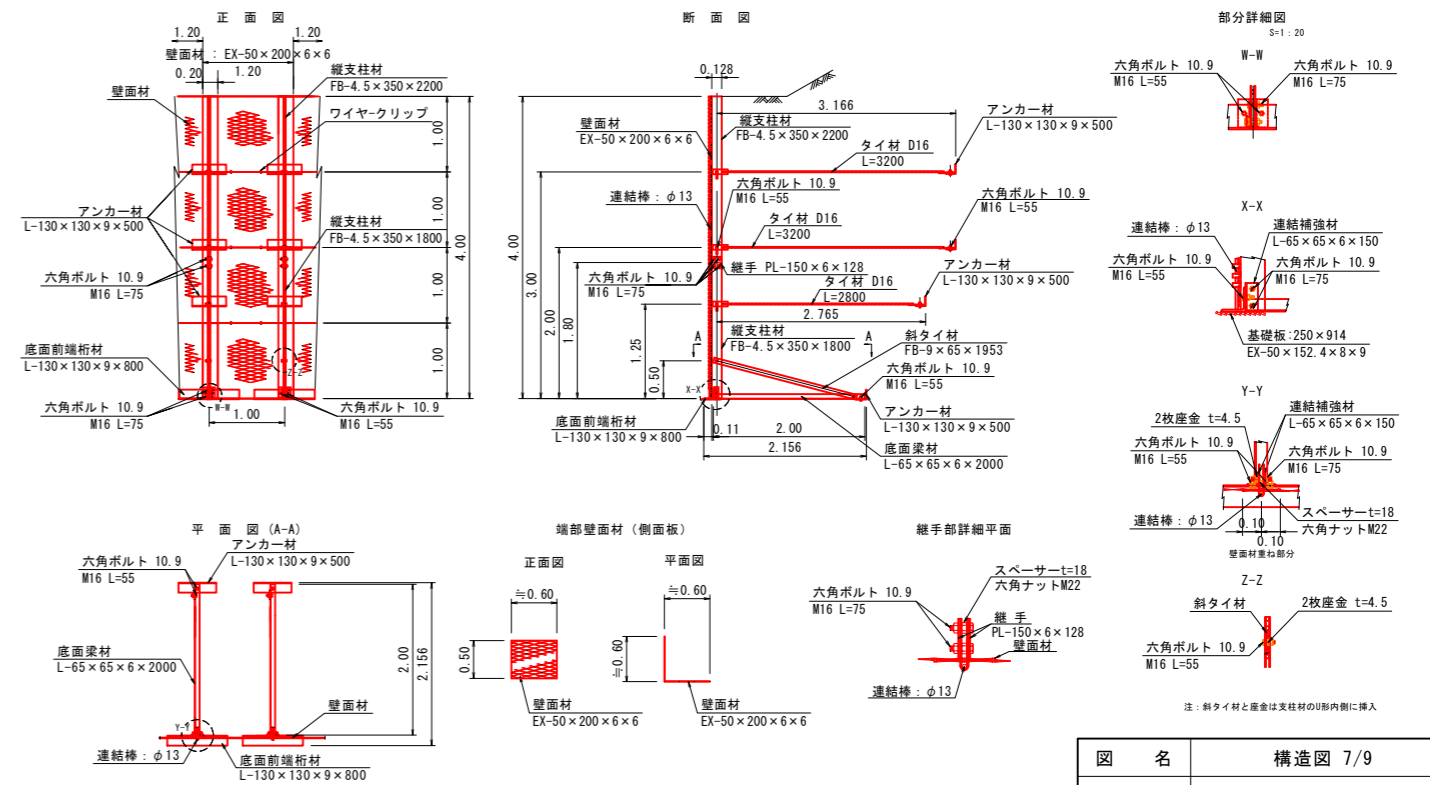 正 面 図
1.20
1.20
壁面材 : EX-50×200×6×6
0.20
1.20
縦支柱材
FB-4.5×350×2200
壁面材
ワイヤ-クリップ
1.00
1.00
1.00
1.00
4.00
アンカー材
L-130×130×9×500
縦支柱材
FB-4.5×350×1800
六角ボルト 10.9
M16 L=75
底面前端桁材
L-130×130×9×800
Z-Z
W-W
六角ボルト 10.9
M16 L=75
1.00
六角ボルト 10.9
M16 L=55
断 面 図
0.128
3.166
アンカー材
L-130×130×9×500
壁面材
EX-50×200×6×6
縦支柱材
FB-4.5×350×2200
タイ材 D16
L=3200
六角ボルト 10.9
M16 L=55
六角ボルト 10.9
M16 L=55
連結棒：φ13
タイ材 D16
L=3200
4.00
3.00
2.00
1.80
1.25
0.50
六角ボルト 10.9
M16 L=75
継手 PL-150×6×128
アンカー材
L-130×130×9×500
タイ材 D16
L=2800
2.765
A
縦支柱材
FB-4.5×350×1800
斜タイ材
FB-9×65×1953
A
六角ボルト 10.9
M16 L=55
X-X
アンカー材
L-130×130×9×500
底面前端桁材
L-130×130×9×800
0.11
2.00
2.156
底面梁材
L-65×65×6×2000
部分詳細図
S=1：20
W-W
六角ボルト 10.9
M16 L=55
六角ボルト 10.9
M16 L=75
X-X
連結棒：φ13
連結補強材
L-65×65×6×150
六角ボルト 10.9
M16 L=55
六角ボルト 10.9
M16 L=75
基礎板:250×914
EX-50×152.4×8×9
Y-Y
2枚座金 t=4.5
連結補強材
L-65×65×6×150
六角ボルト 10.9
M16 L=55
六角ボルト 10.9
M16 L=75
連結棒：φ13
スペーサーt=18
六角ナットM22
0.10
0.10
壁面材重ね部分
Z-Z
斜タイ材
2枚座金 t=4.5
六角ボルト 10.9
M16 L=55
注：斜タイ材と座金は支柱材のU形内側に挿入
平 面 図 (A-A)
アンカー材
L-130×130×9×500
六角ボルト 10.9
M16 L=55
底面梁材
L-65×65×6×2000
2.00
2.156
壁面材
Y-Y
連結棒：φ13
底面前端桁材
L-130×130×9×800
端部壁面材（側面板）
正面図
平面図
≒0.60
0.50
壁面材
EX-50×200×6×6
≒0.60
≒0.60
壁面材
EX-50×200×6×6
継手部詳細平面
スペーサーt=18
六角ナットM22
六角ボルト 10.9
M16 L=75
継 手
PL-150×6×128
壁面材
連結棒：φ13
図 名
構造図 7/9